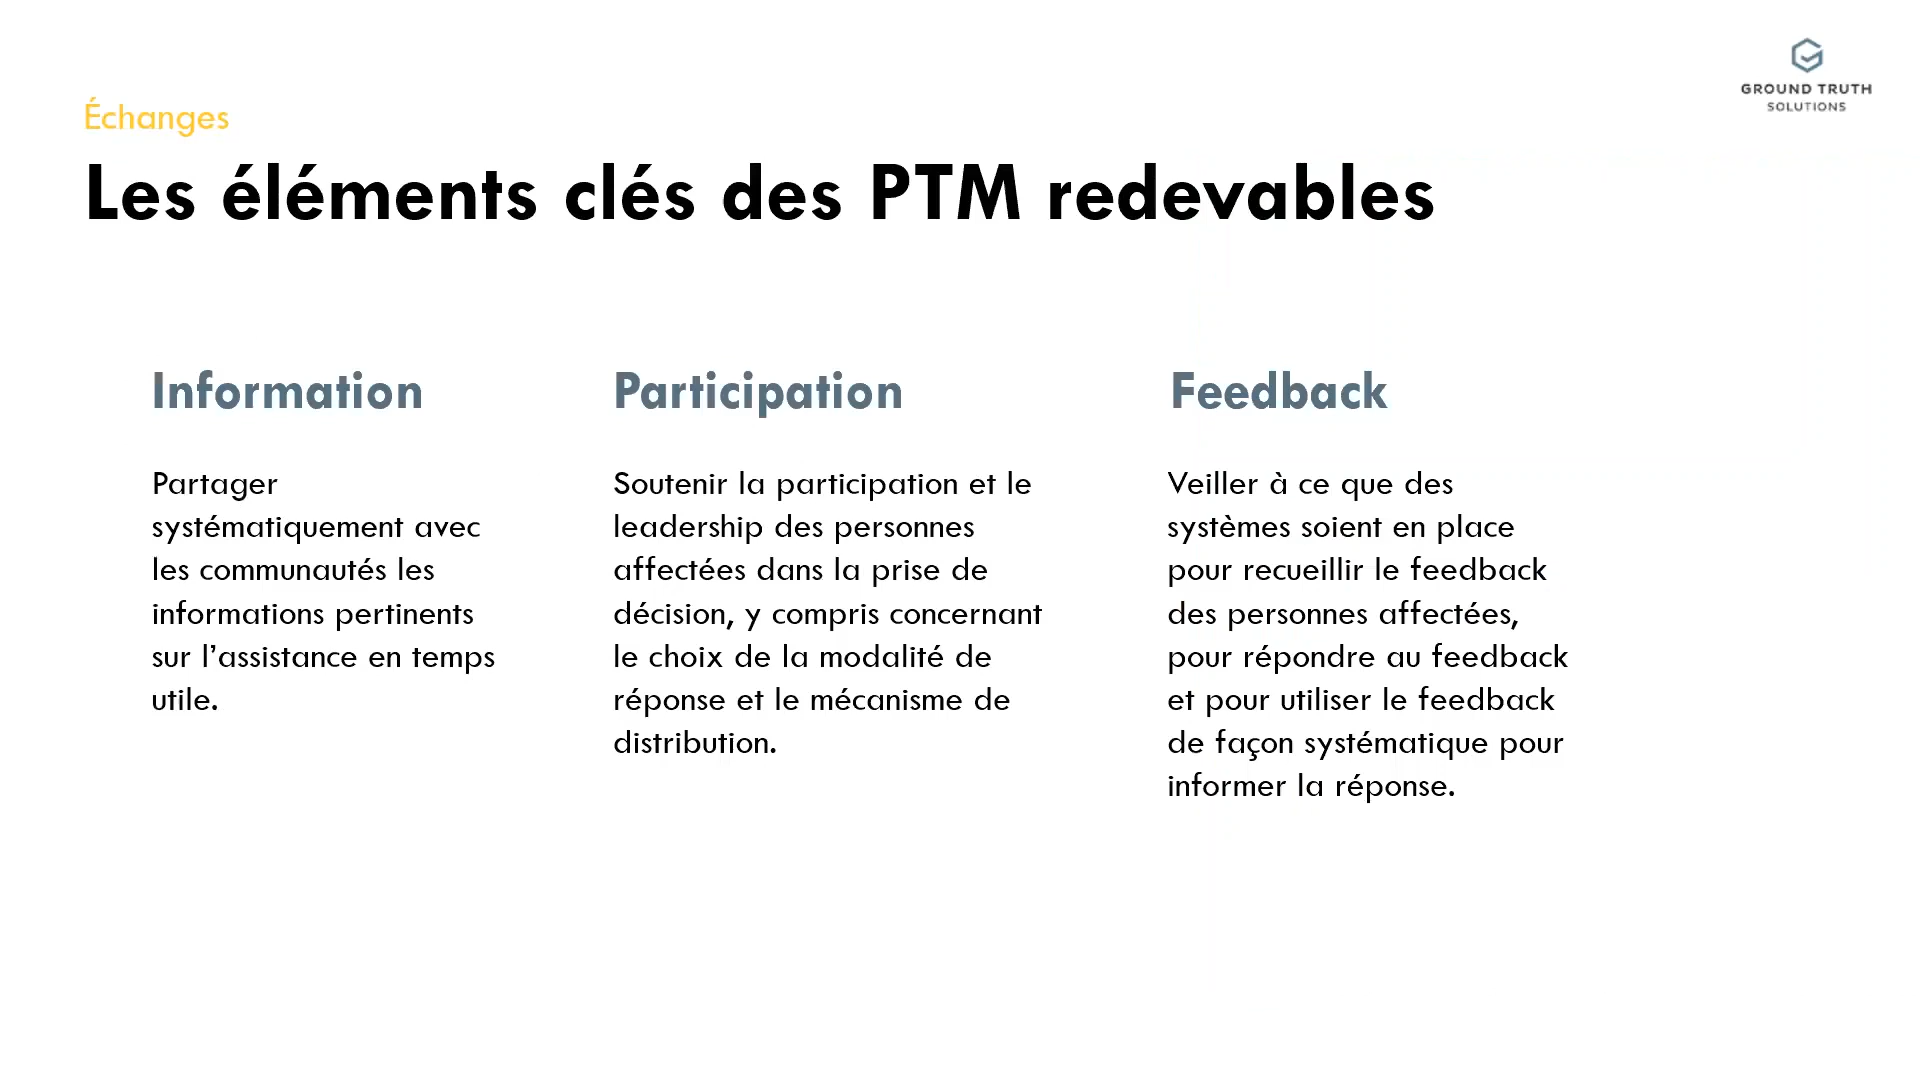 GROUND TRUTH
SOLUTIONS
Échanges
Les éléments clés des PTM redevables
Information
Partager
systématiquement avec
les communautés les
informations pertinents
sur l’assistance en temps
utile.
Participation
Soutenir la participation et le
leadership des personnes
affectées dans la prise de
décision, y compris concernant
le choix de la modalité de
réponse et le mécanisme de
distribution.
Feedback
Veiller à ce que des
systèmes soient en place
pour recueillir le feedback
des personnes affectées,
pour répondre au feedback
et pour utiliser le feedback
de façon systématique pour
informer la réponse.